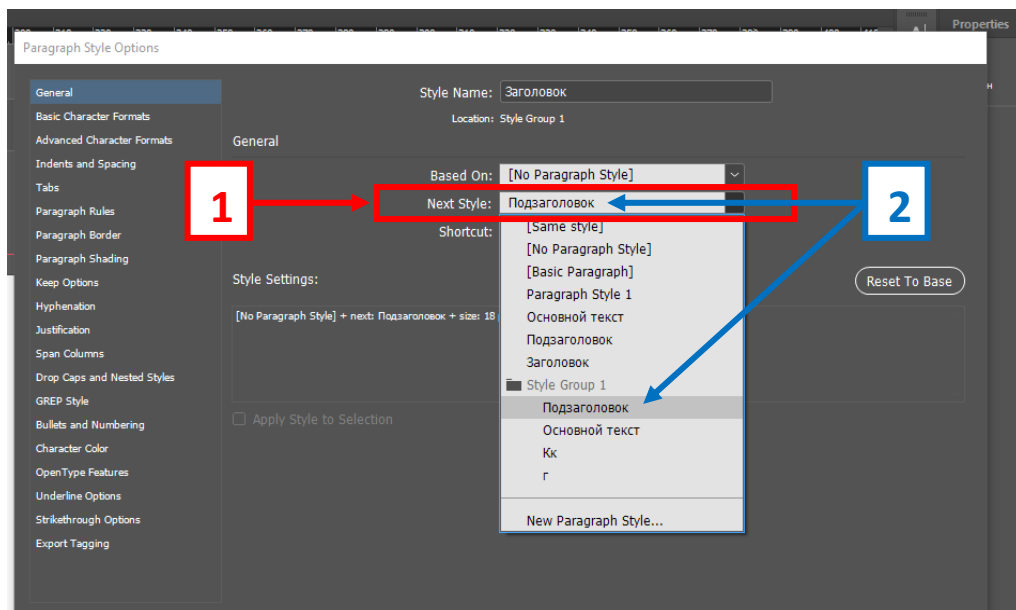 Properties
Paragraph Style Options
General
Basic Character Formats
Advanced Character Formats
Indents and Spacing
Tabs
Paragraph Rules
Paragraph Border
Paragraph Shading
Keep Options
Hyphenation
Justification
Span Columns
Drop Caps and Nested Styles
GREP Style
Bullets and Numbering
Character Color
OpenType Features
Underline Options
Strikethrough Options
Export Tagging
Style Name: Заголовок
Location: Style Group 1
General
Based On: [No Paragraph Style]
1
Next Style: Подзаголовок
2
Shortcut:
[Same style]
[No Paragraph Style]
[Basic Paragraph]
Paragraph Style 1
Основной текст
Подзаголовок
Заголовок
Style Group 1
Подзаголовок
Основной текст
Кк
г
New Paragraph Style...
Style Settings:
Reset To Base
[No Paragraph Style] + next: Подзаголовок + size: 18
Apply Style to Selection